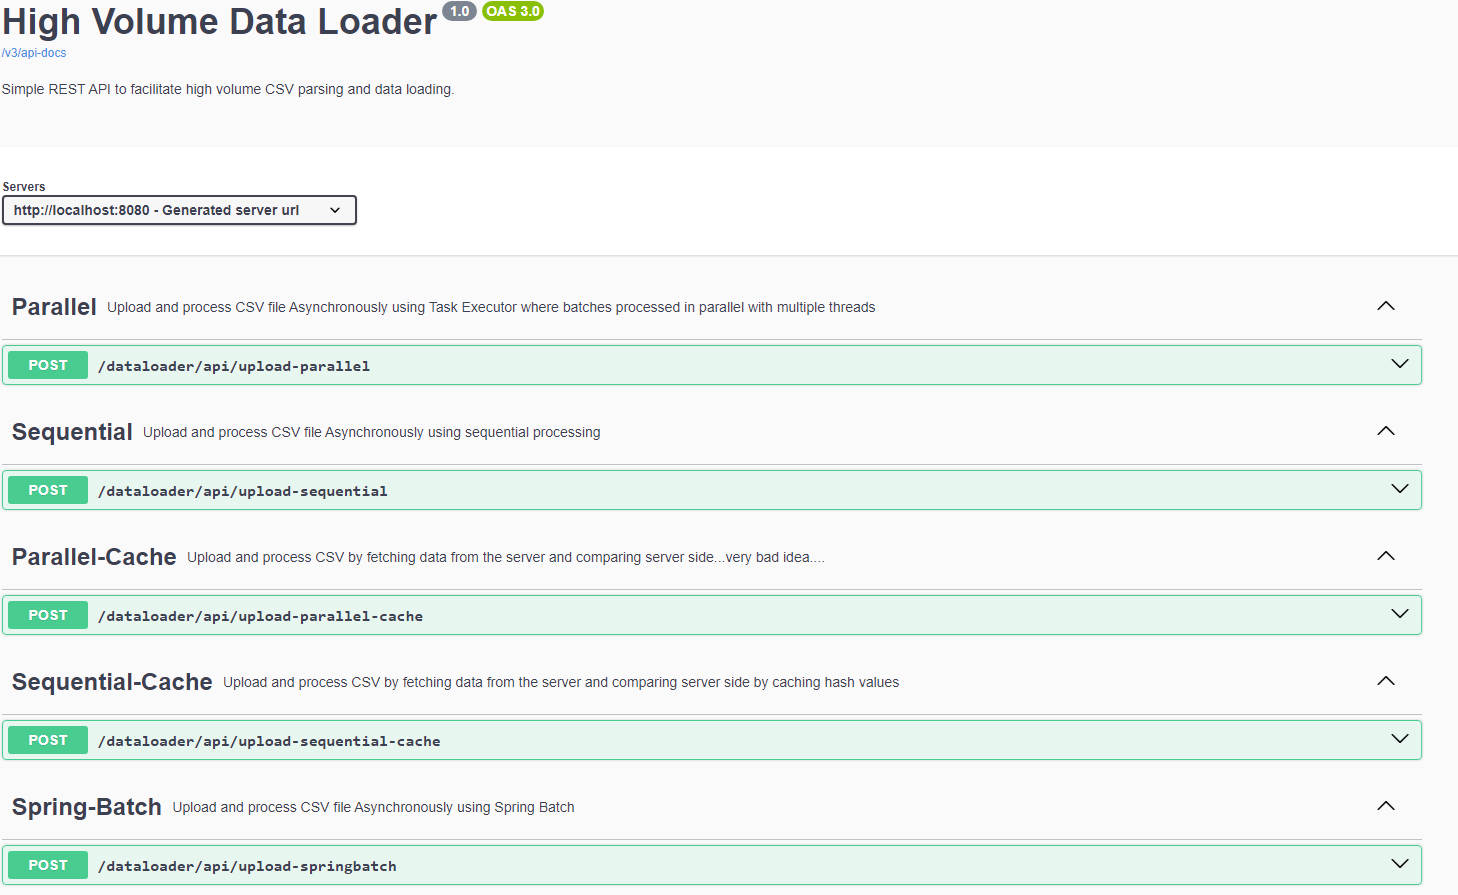 High Volume Data Loader 1.0 OAS 3.0
/v3/api-docs
Simple REST API to facilitate high volume CSV parsing and data loading.
Servers
http://localhost:8080 - Generated server url
Parallel Upload and process CSV file Asynchronously using Task Executor where batches processed in parallel with multiple threads
POST /dataloader/api/upload-parallel
Sequential Upload and process CSV file Asynchronously using sequential processing
POST /dataloader/api/upload-sequential
Parallel-Cache Upload and process CSV by fetching data from the server and comparing server side...very bad idea....
POST /dataloader/api/upload-parallel-cache
Sequential-Cache Upload and process CSV by fetching data from the server and comparing server side by caching hash values
POST /dataloader/api/upload-sequential-cache
Spring-Batch Upload and process CSV file Asynchronously using Spring Batch
POST /dataloader/api/upload-springbatch